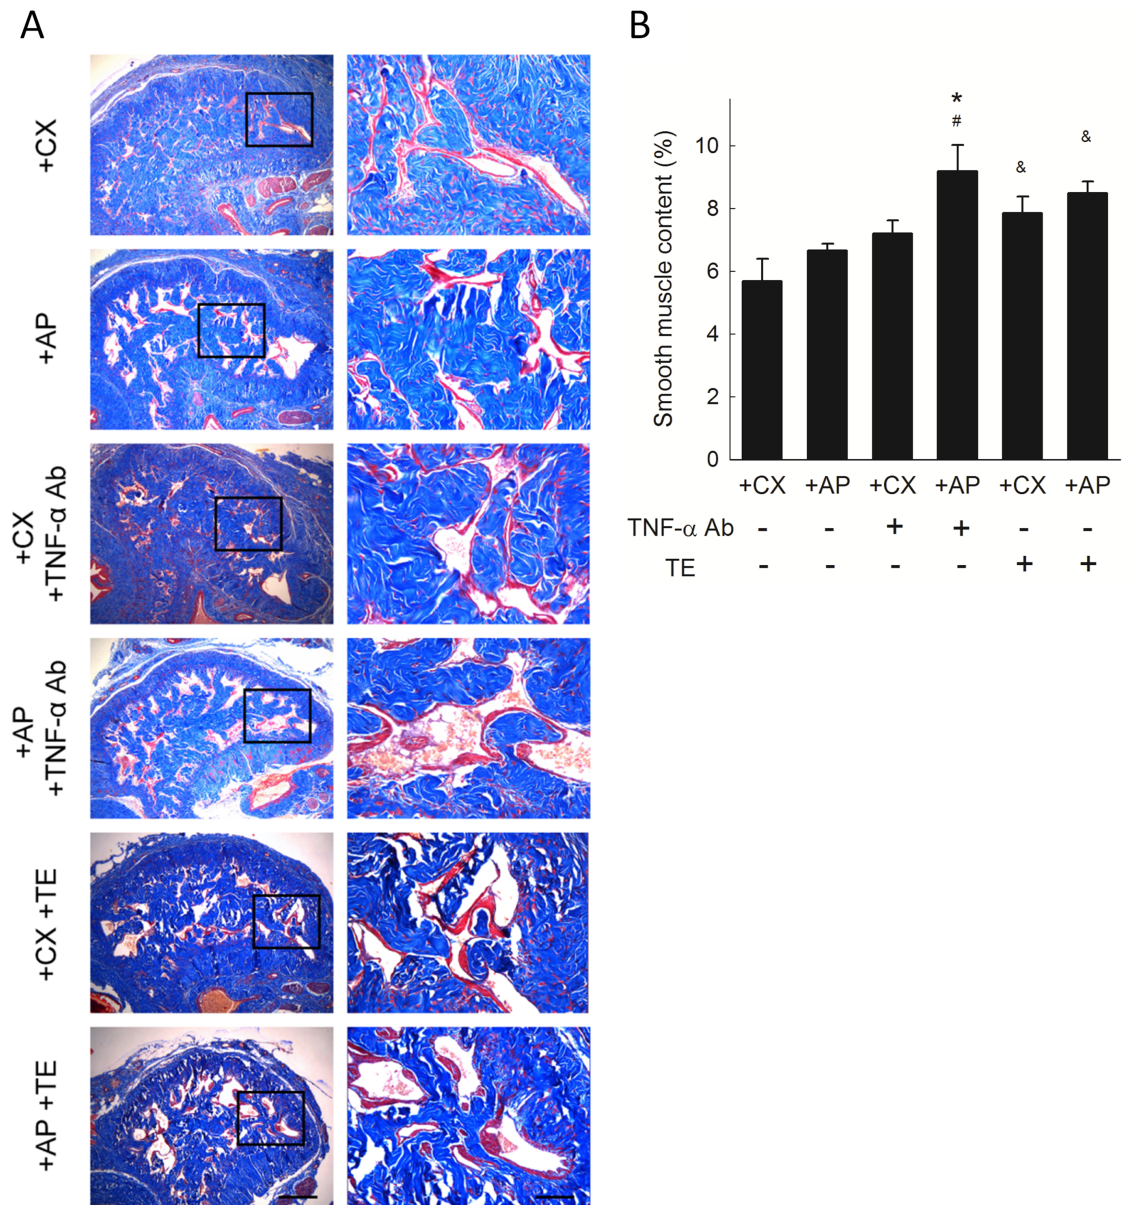 A
+CX
+AP
+CX
+TNF-α Ab
+AP
+TNF-α Ab
+CX +TE
+AP +TE
B
Smooth muscle content (%)
10
8
6
4
2
0
*
#
&
&
+CX +AP +CX +AP +CX +AP
TNF-α Ab - - + + - -
TE - - - - + +